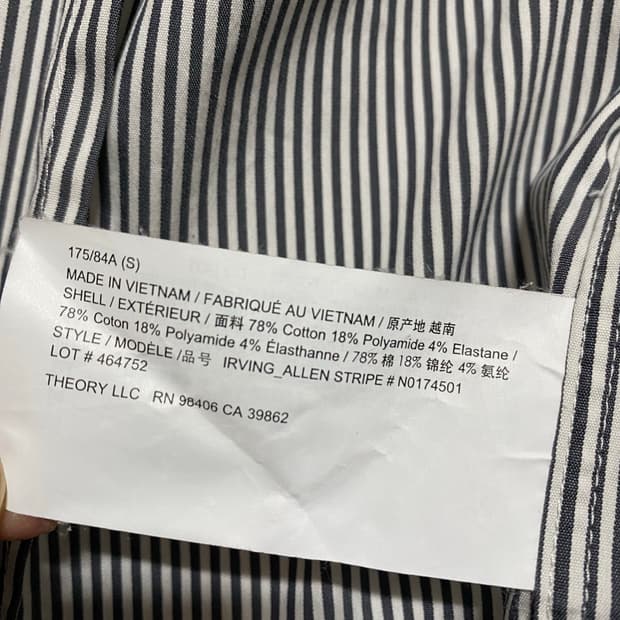 175/84A (S)
MADE IN VIETNAM / FABRIQUÉ AU VIETNAM / 原产地 越南
SHELL / EXTÉRIEUR / 面料 78% Cotton 18% Polyamide 4% Elastane /
78% Coton 18% Polyamide 4% Élasthanne / 78% 棉 18% 锦纶 4% 氨纶
STYLE / MODÈLE /品号 IRVING_ALLEN STRIPE # N0174501
LOT # 464752
THEORY LLC RN 98406 CA 39862